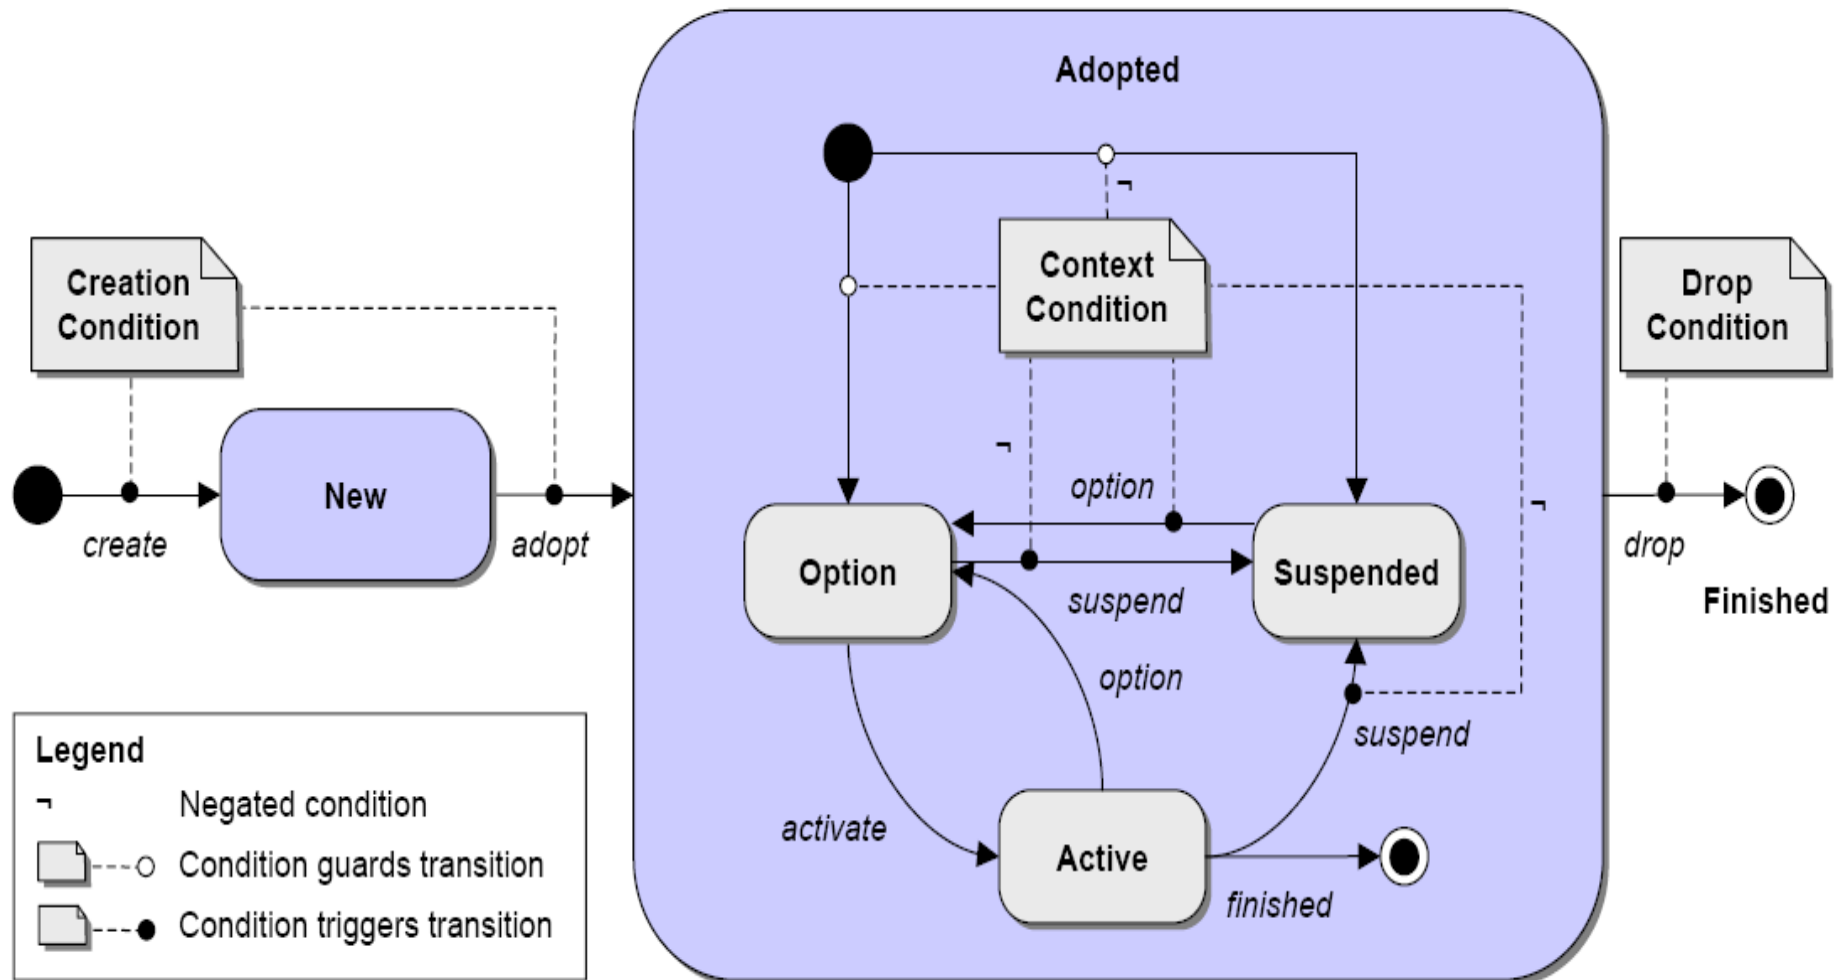 Adopted
¬
Creation
Condition
Context
Condition
Drop
Condition
¬
option
New
¬
create
adopt
drop
Option
Suspended
suspend
Finished
option
suspend
Legend
¬ Negated condition
Condition guards transition
Condition triggers transition
activate
Active
finished